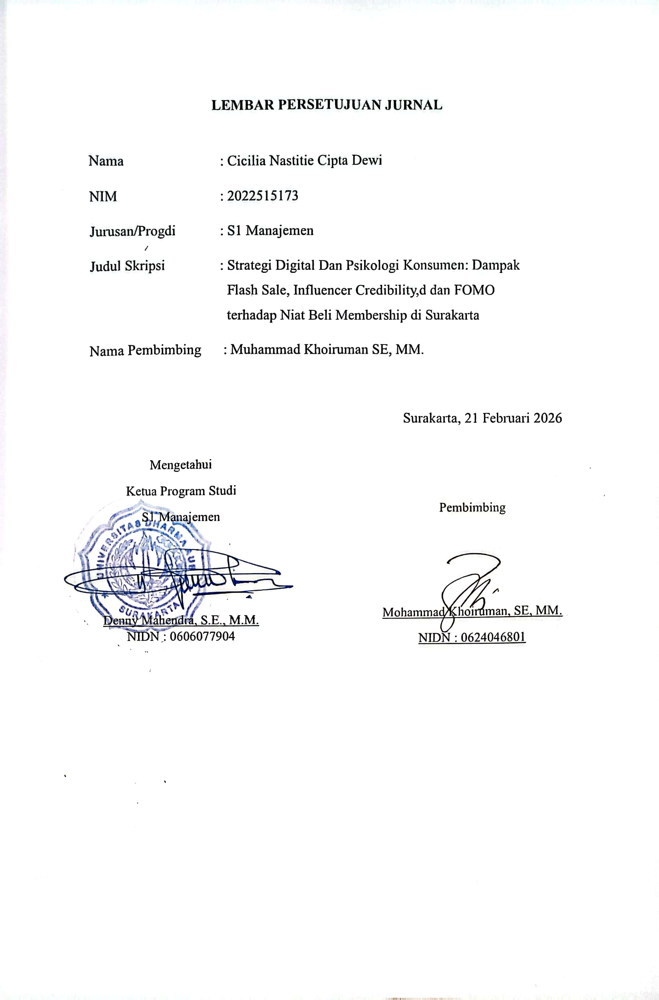 LEMBAR PERSETUJUAN JURNAL
Nama : Cicilia Nastitie Cipta Dewi
NIM : 2022515173
Jurusan/Progdi : S1 Manajemen
Judul Skripsi : Strategi Digital Dan Psikologi Konsumen: Dampak
Flash Sale, Influencer Credibility,d dan FOMO
terhadap Niat Beli Membership di Surakarta
Nama Pembimbing : Muhammad Khoiruman SE, MM.
Surakarta, 21 Februari 2026
Mengetahui
Ketua Program Studi
S1 Manajemen
Pembimbing
UNIVERSITAS DHARMA AUB
SURAKARTA
Denny Mahendra, S.E., M.M.
NIDN : 0606077904
Mohammad Khoiruman, SE, MM.
NIDN : 0624046801